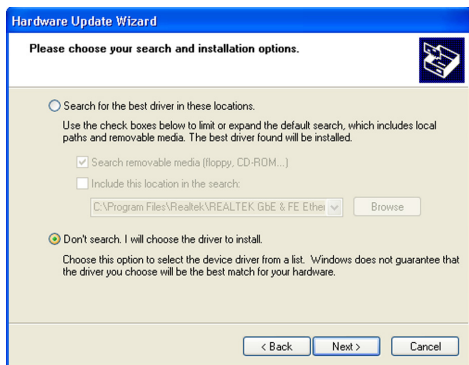 Hardware Update Wizard
Please choose your search and installation options.
Search for the best driver in these locations.
Use the check boxes below to limit or expand the default search, which includes local
paths and removable media. The best driver found will be installed.
Search removable media (floppy, CD-ROM...)
Include this location in the search:
C:\Program Files\Realtek\REALTEK GbE & FE Ether
Browse
Don't search. I will choose the driver to install.
Choose this option to select the device driver from a list. Windows does not guarantee that
the driver you choose will be the best match for your hardware.
< Back
Next >
Cancel